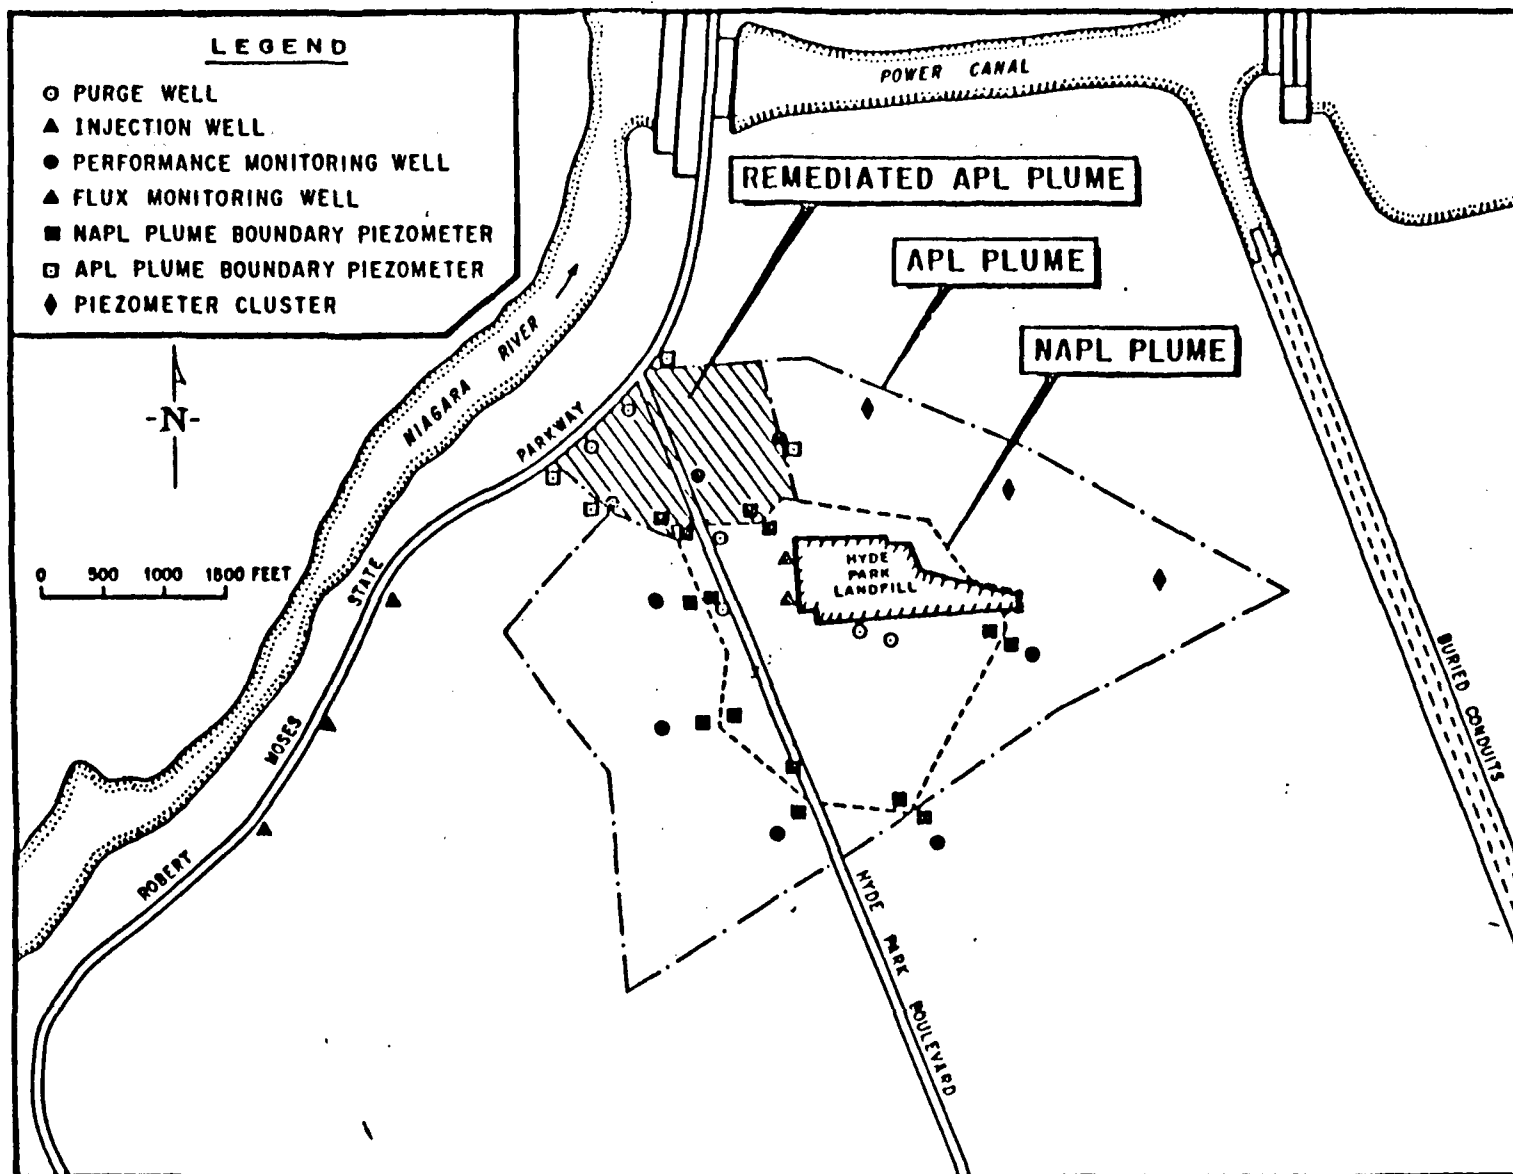 LEGEND
PURGE WELL
INJECTION WELL
PERFORMANCE MONITORING WELL
FLUX MONITORING WELL
NAPL PLUME BOUNDARY PIEZOMETER
APL PLUME BOUNDARY PIEZOMETER
PIEZOMETER CLUSTER
POWER CANAL
REMEDIATED APL PLUME
APL PLUME
NAPL PLUME
NIAGARA RIVER
-N-
0 500 1000 1500 FEET
ROBERT MOSES STATE PARKWAY
HYDE
PARK
LANDFILL
BURIED CONDUITS
HYDE PARK BOULEVARD